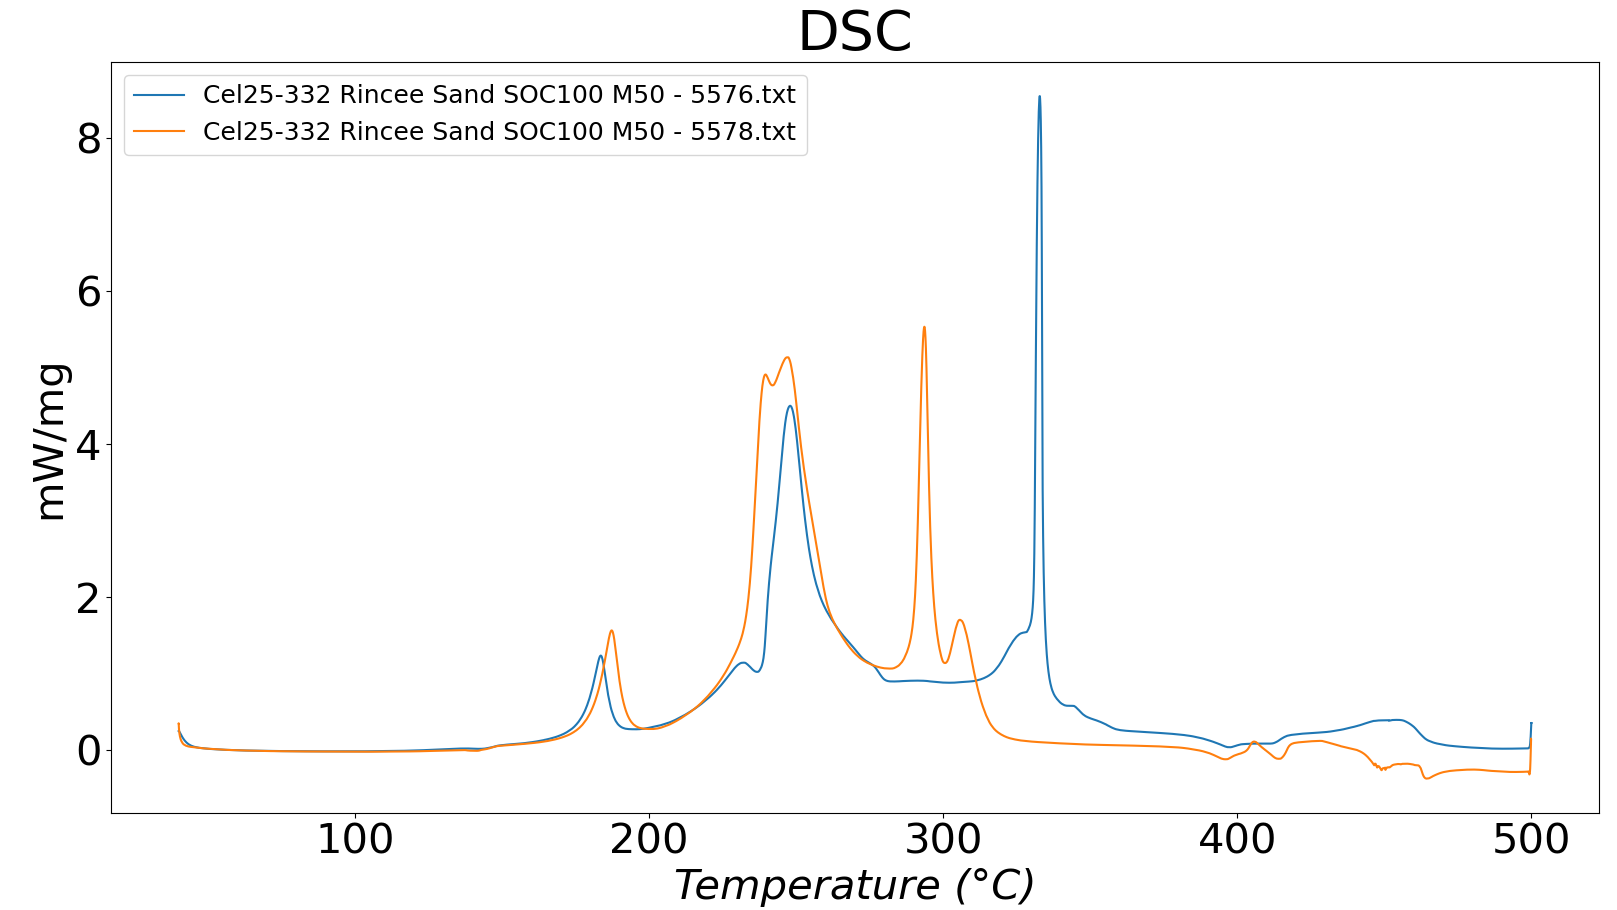 DSC
Cel25-332 Rincee Sand SOC100 M50 - 5576.txt
Cel25-332 Rincee Sand SOC100 M50 - 5578.txt
8
6
4
2
0
mW/mg
100 200 300 400 500
Temperature (°C)